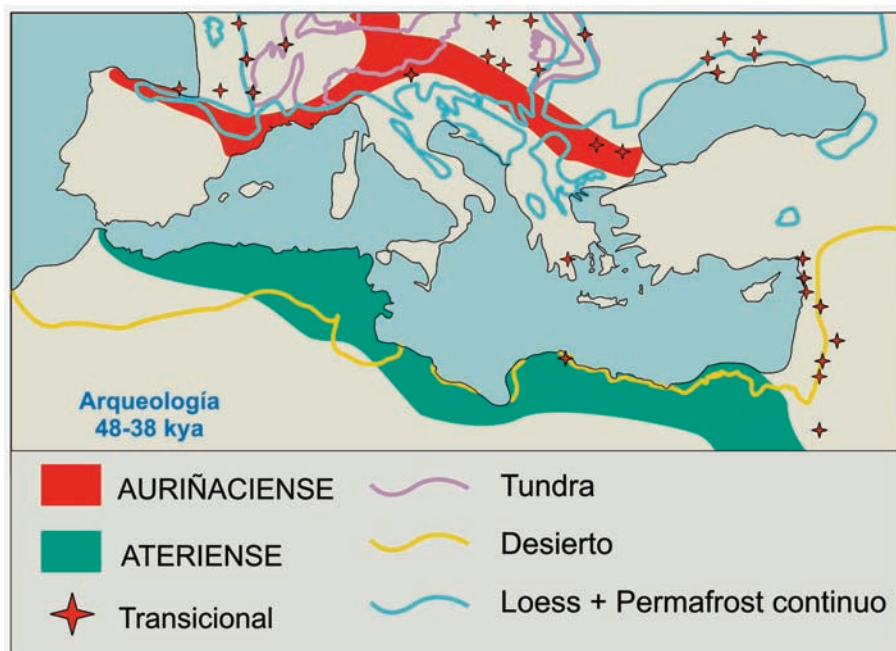 Arqueología
48-38 kya
AURIÑACIENSE
ATERIENSE
Transicional
Tundra
Desierto
Loess + Permafrost continuo